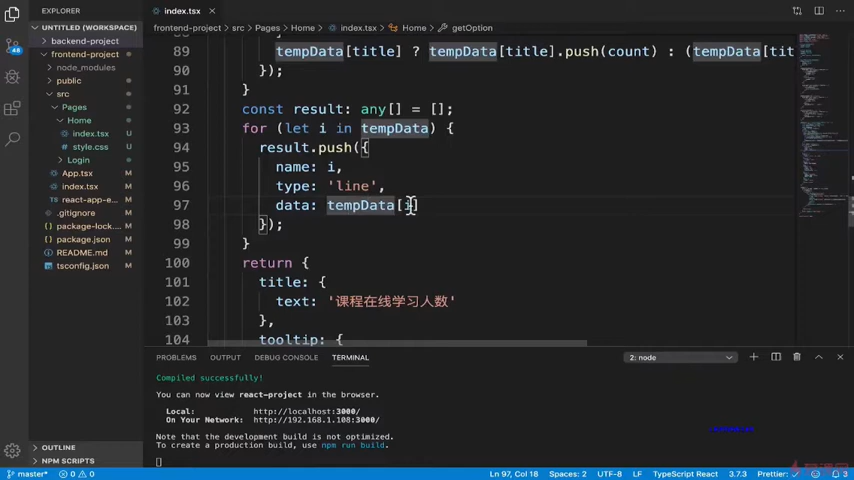 EXPLORER
index.tsx
UNTITLED (WORKSPACE)
frontend-project > src > Pages > Home > index.tsx > Home > getOption
backend-project
frontend-project
node_modules
public
src
Pages
Home
index.tsx
style.css
Login
App.tsx
index.tsx
react-app-e...
.gitignore
package-lock....
package.json
README.md
tsconfig.json
OUTLINE
NPM SCRIPTS
48
89 tempData[title] ? tempData[title].push(count) : (tempData[tit
90 });
91 }
92 const result: any[] = [];
93 for (let i in tempData) {
94 result.push({
95 name: i,
96 type: 'line',
97 data: tempData[i]
98 });
99 }
100 return {
101 title: {
102 text: '课程在线学习人数'
103 },
104 tooltip: {
PROBLEMS OUTPUT DEBUG CONSOLE TERMINAL 2: node
Compiled successfully!
You can now view react-project in the browser.
Local: http://localhost:3000/
On Your Network: http://192.168.1.108:3000/
Note that the development build is not optimized.
To create a production build, use npm run build.
master* 0 0 Ln 97, Col 18 Spaces: 2 UTF-8 LF TypeScript React 3.7.3 Prettier: 3